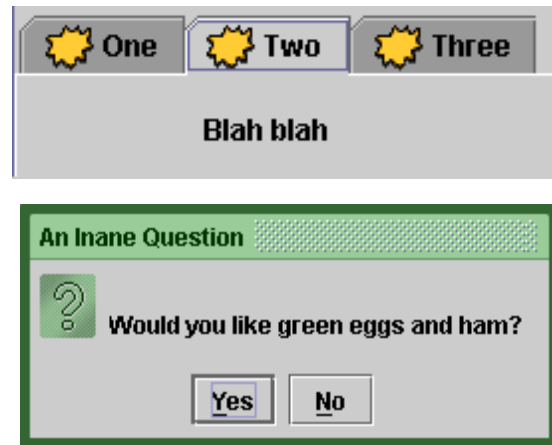 One Two Three
Blah blah
An Inane Question
Would you like green eggs and ham?
Yes No